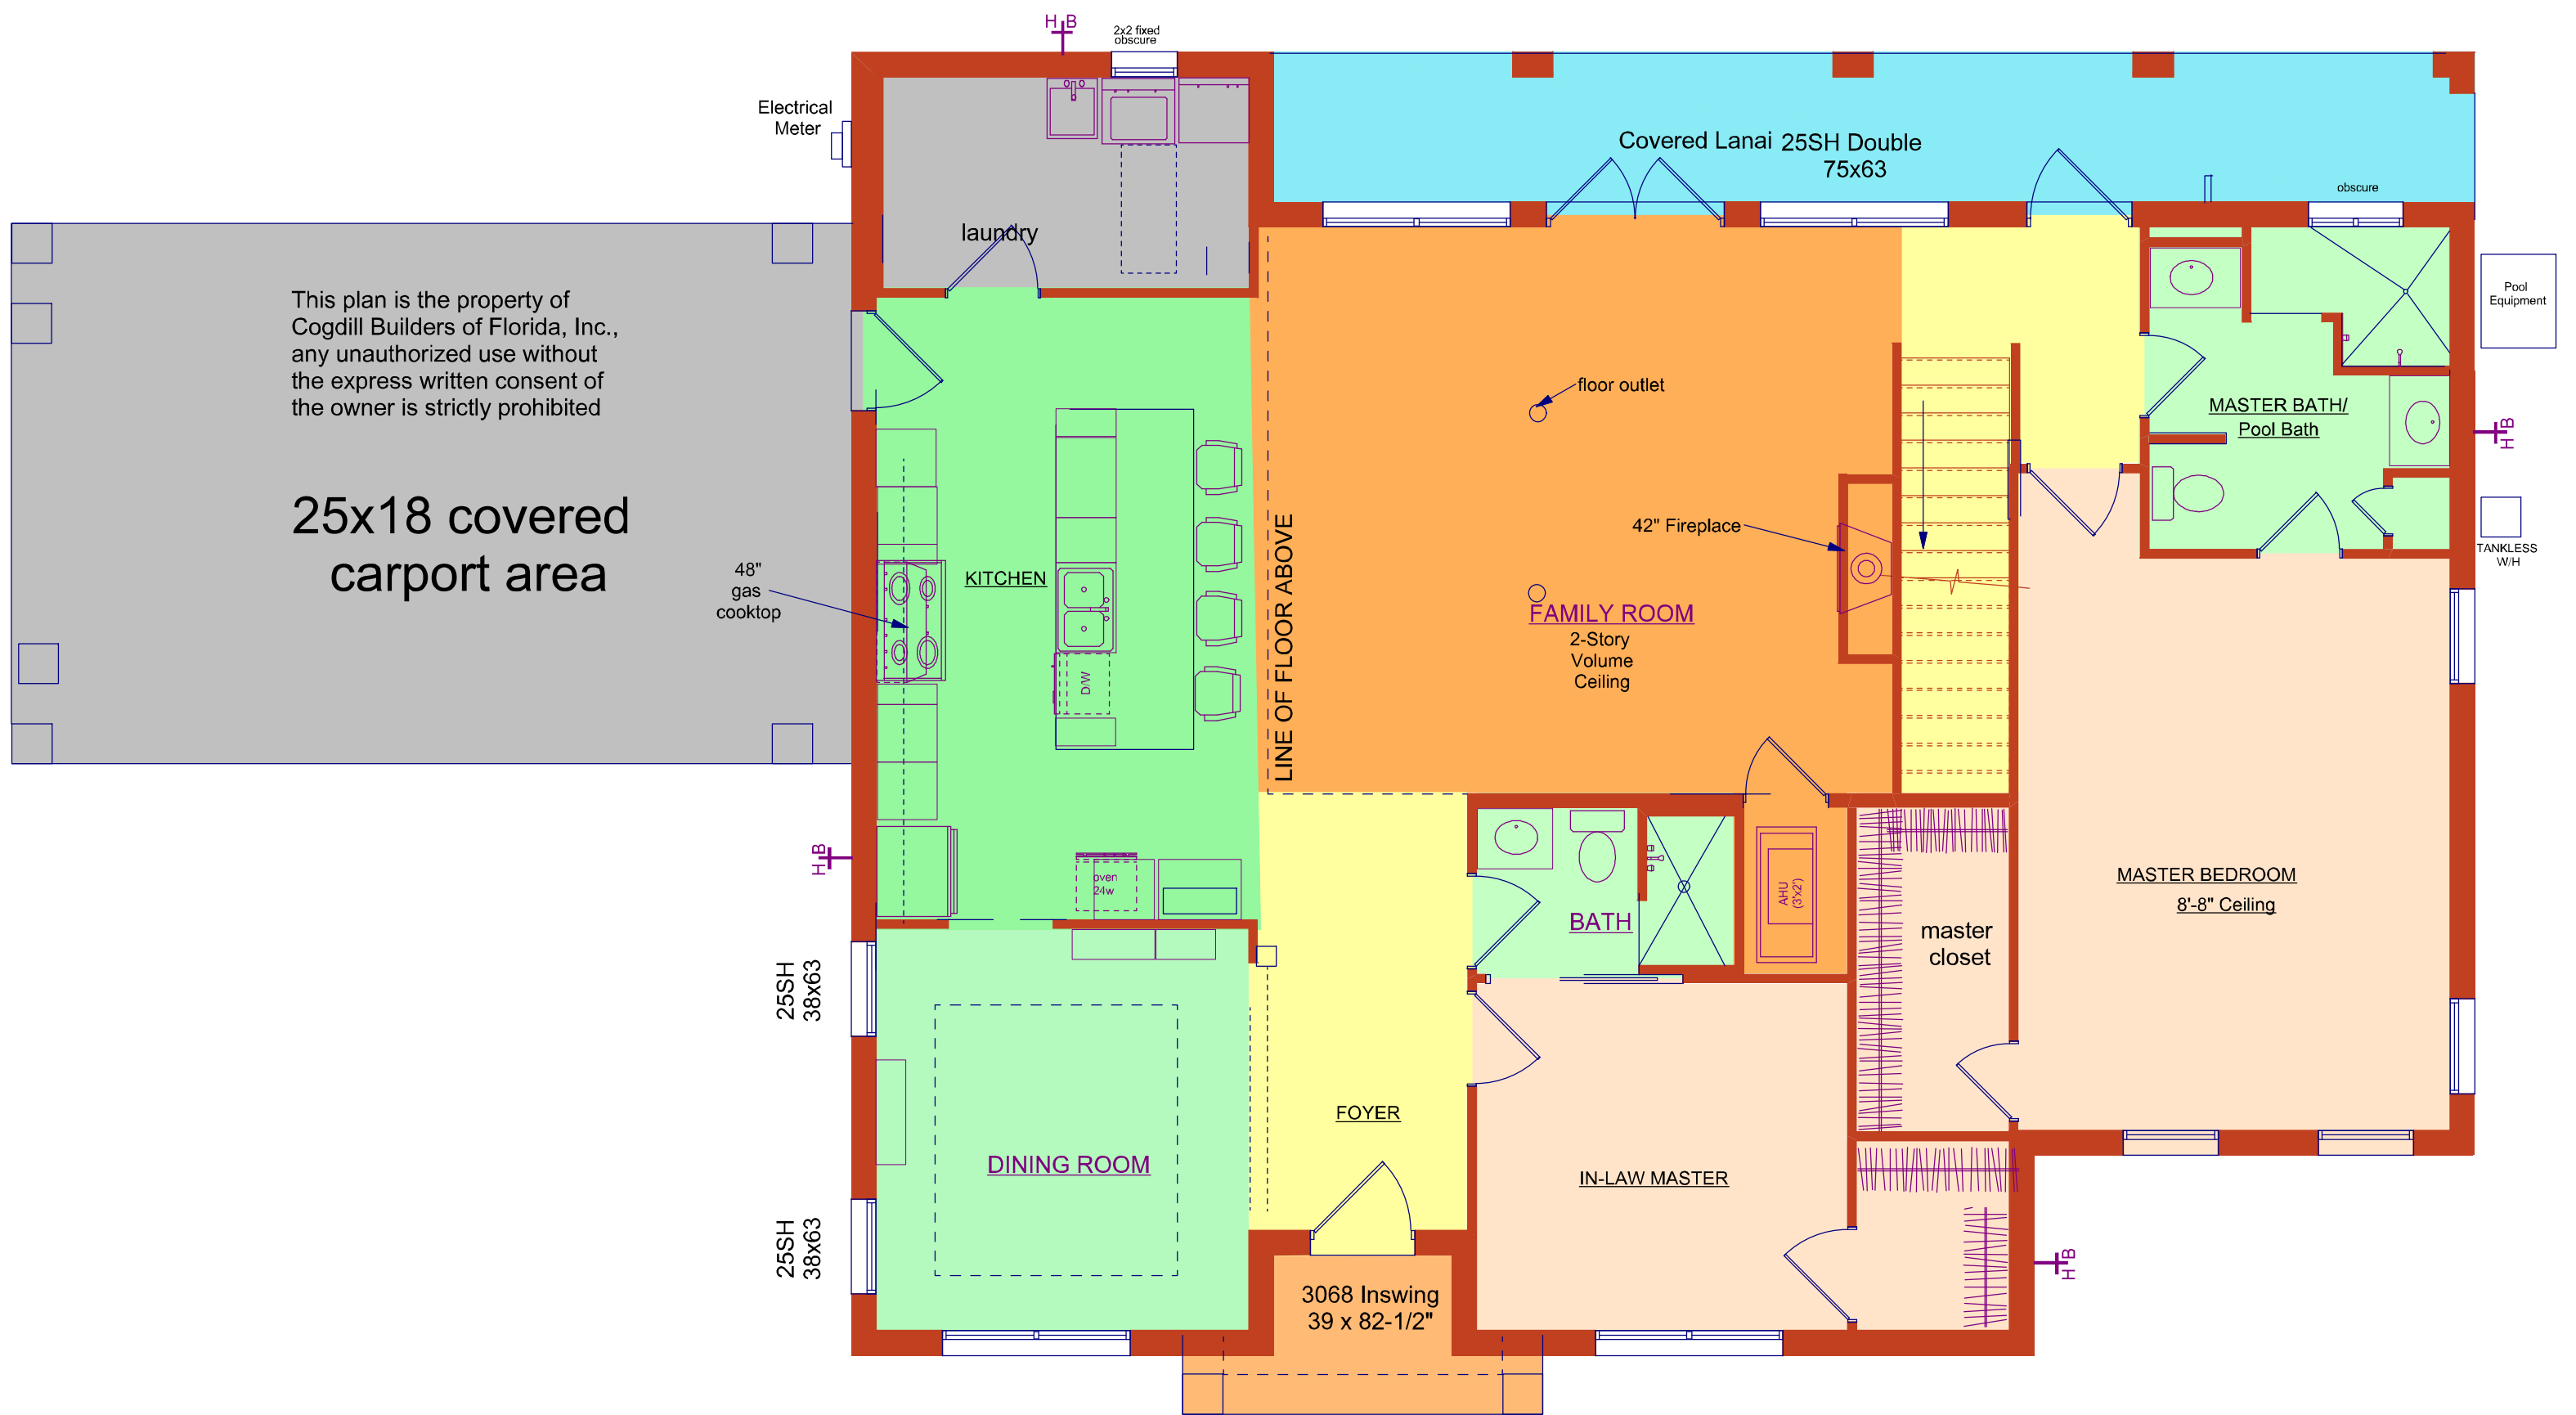 H B
2x2 fixed
obscure
Electrical
Meter
Covered Lanai
25SH Double
75x63
obscure
laundry
This plan is the property of
Cogdill Builders of Florida, Inc.,
any unauthorized use without
the express written consent of
the owner is strictly prohibited
Pool
Equipment
floor outlet
MASTER BATH/
Pool Bath
H B
25x18 covered
carport area
42" Fireplace
TANKLESS
W/H
48"
gas
cooktop
KITCHEN
LINE OF FLOOR ABOVE
FAMILY ROOM
2-Story
Volume
Ceiling
D/W
H B
oven
24w
AHU
(3'x2')
BATH
MASTER BEDROOM
8'-8" Ceiling
master
closet
25SH
38x63
FOYER
DINING ROOM
IN-LAW MASTER
25SH
38x63
H B
3068 Inswing
39 x 82-1/2"